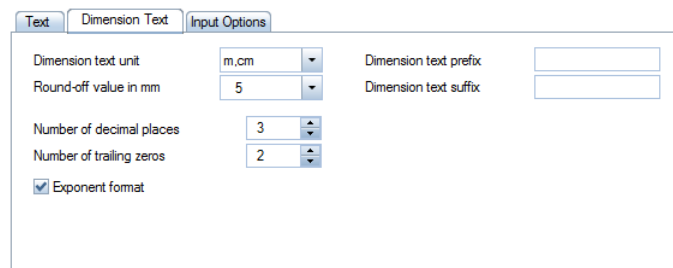 Text Dimension Text Input Options
Dimension text unit m,cm Dimension text prefix
Round-off value in mm 5 Dimension text suffix
Number of decimal places 3
Number of trailing zeros 2
Exponent format